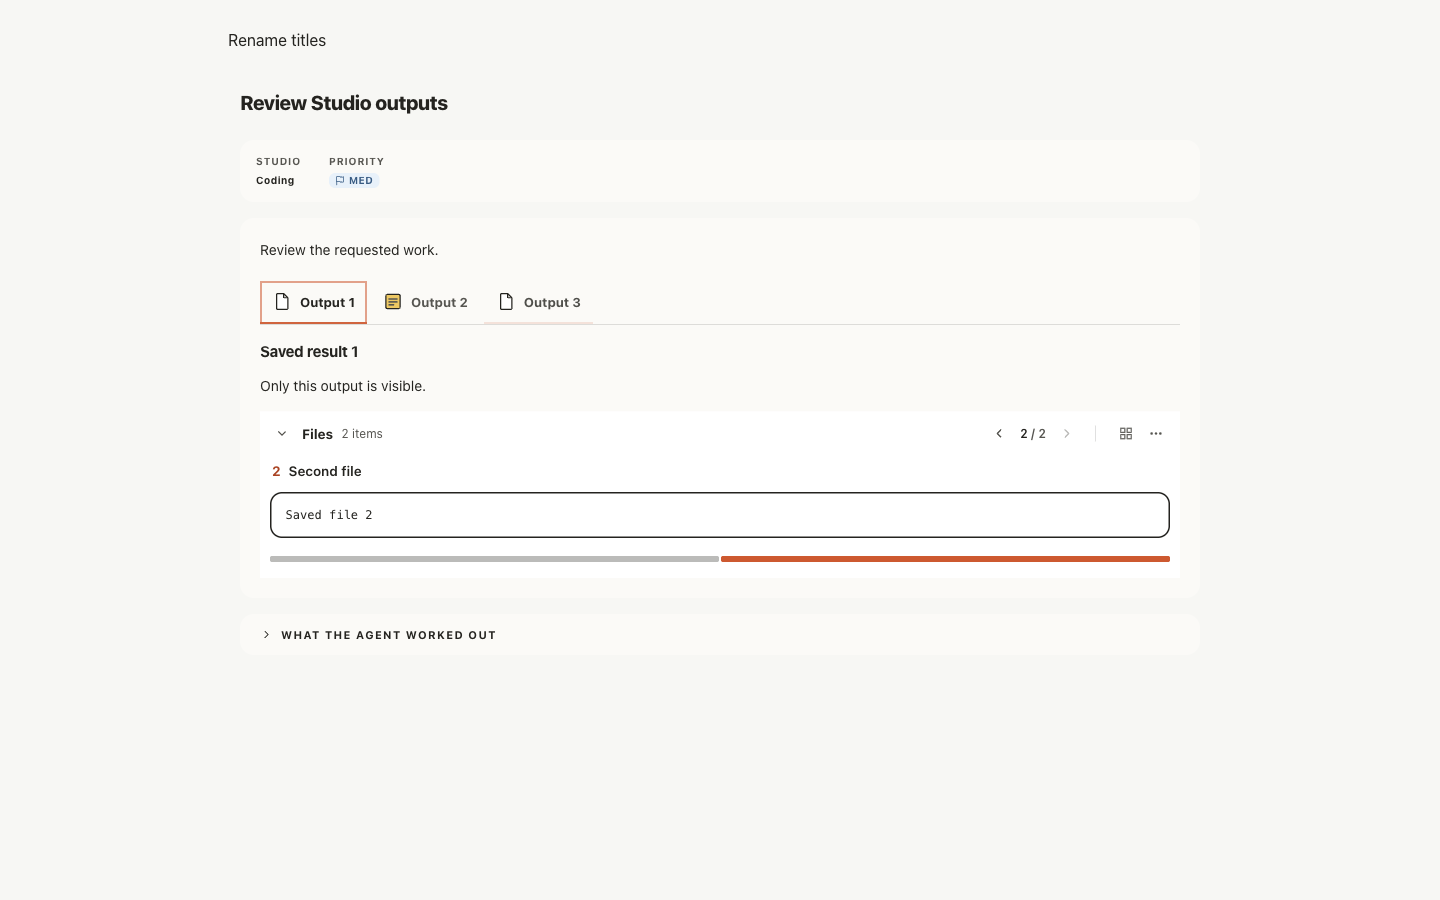 Rename titles
Review Studio outputs
STUDIO PRIORITY
Coding MED
Review the requested work.
Output 1 Output 2 Output 3
Saved result 1
Only this output is visible.
Files 2 items 2 / 2
2 Second file
Saved file 2
WHAT THE AGENT WORKED OUT